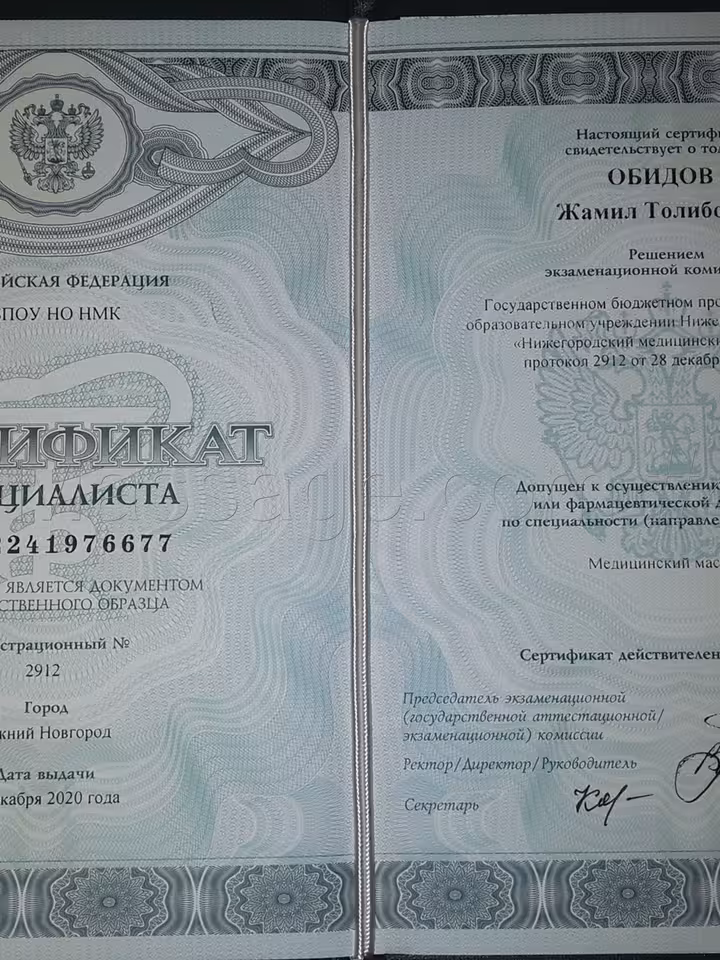 ЙСКАЯ ФЕДЕРАЦИЯ
БПОУ НО НМК
ИФИКАТ
ЦИАЛИСТА
2241976677
ЯВЛЯЕТСЯ ДОКУМЕНТОМ
СТВЕННОГО ОБРАЗЦА
страционный №
2912
Город
жний Новгород
Дата выдачи
кабря 2020 года
Настоящий сертифи
свидетельствует о то
ОБИДОВ
Жамил Толибо
Решением
экзаменационной коми
Государственном бюджетном про
образовательном учреждении Ниже
«Нижегородский медицински
протокол 2912 от 28 декабр
Допущен к осуществлени
или фармацевтической д
по специальности (направле
Медицинский мас
Сертификат действителен
Председатель экзаменационной
(государственной аттестационной/
экзаменационной) комиссии
Ректор/Директор/Руководитель
Секретарь